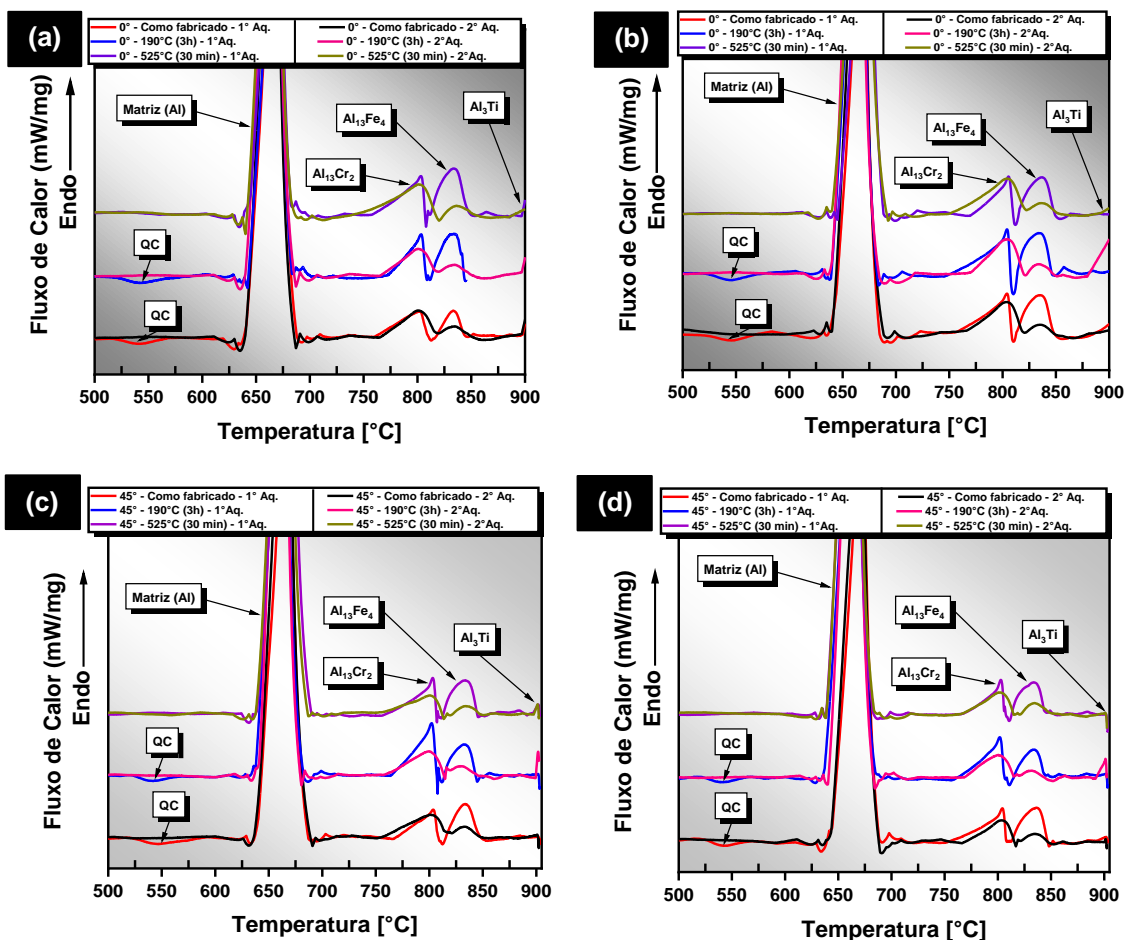 (a)
0° - Como fabricado - 1° Aq.
0° - Como fabricado - 2° Aq.
0° - 190°C (3h) - 1°Aq.
0° - 190°C (3h) - 2°Aq.
0° - 525°C (30 min) - 1°Aq.
0° - 525°C (30 min) - 2°Aq.
Fluxo de Calor (mW/mg)
Endo
Matriz (Al)
Al₁₃Fe₄
Al₃Ti
Al₁₃Cr₂
QC
QC
500 550 600 650 700 750 800 850 900
Temperatura [°C]
(b)
0° - Como fabricado - 1° Aq.
0° - Como fabricado - 2° Aq.
0° - 190°C (3h) - 1°Aq.
0° - 190°C (3h) - 2°Aq.
0° - 525°C (30 min) - 1°Aq.
0° - 525°C (30 min) - 2°Aq.
Fluxo de Calor (mW/mg)
Endo
Matriz (Al)
Al₁₃Fe₄
Al₃Ti
Al₁₃Cr₂
QC
QC
500 550 600 650 700 750 800 850 900
Temperatura [°C]
(c)
45° - Como fabricado - 1° Aq.
45° - Como fabricado - 2° Aq.
45° - 190°C (3h) - 1°Aq.
45° - 190°C (3h) - 2°Aq.
45° - 525°C (30 min) - 1°Aq.
45° - 525°C (30 min) - 2°Aq.
Fluxo de Calor (mW/mg)
Endo
Matriz (Al)
Al₁₃Fe₄
Al₃Ti
Al₁₃Cr₂
QC
QC
500 550 600 650 700 750 800 850 900
Temperatura [°C]
(d)
45° - Como fabricado - 1° Aq.
45° - Como fabricado - 2° Aq.
45° - 190°C (3h) - 1°Aq.
45° - 190°C (3h) - 2°Aq.
45° - 525°C (30 min) - 1°Aq.
45° - 525°C (30 min) - 2°Aq.
Fluxo de Calor (mW/mg)
Endo
Matriz (Al)
Al₁₃Fe₄
Al₃Ti
Al₁₃Cr₂
QC
QC
500 550 600 650 700 750 800 850 900
Temperatura [°C]